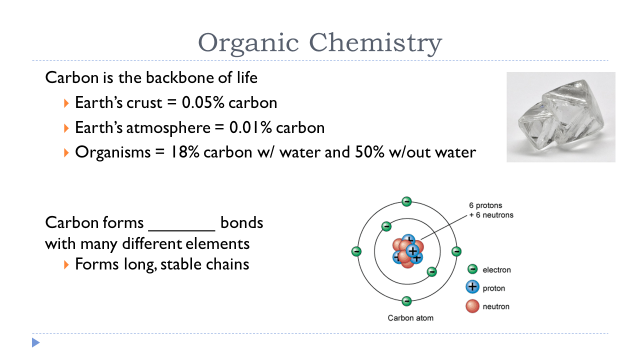 Organic Chemistry
Carbon is the backbone of life
Earth's crust = 0.05% carbon
Earth's atmosphere = 0.01% carbon
Organisms = 18% carbon w/ water and 50% w/out water
Carbon forms _______ bonds
with many different elements
Forms long, stable chains
6 protons
+ 6 neutrons
electron
proton
neutron
Carbon atom